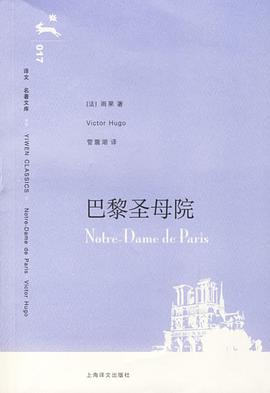 017
译文 名著文库
YIWEN CLASSICS Notre-Dame de Paris Victor Hugo
[法] 雨果 著
Victor Hugo
管震湖 译
巴黎圣母院
Notre-Dame de Paris
上海译文出版社